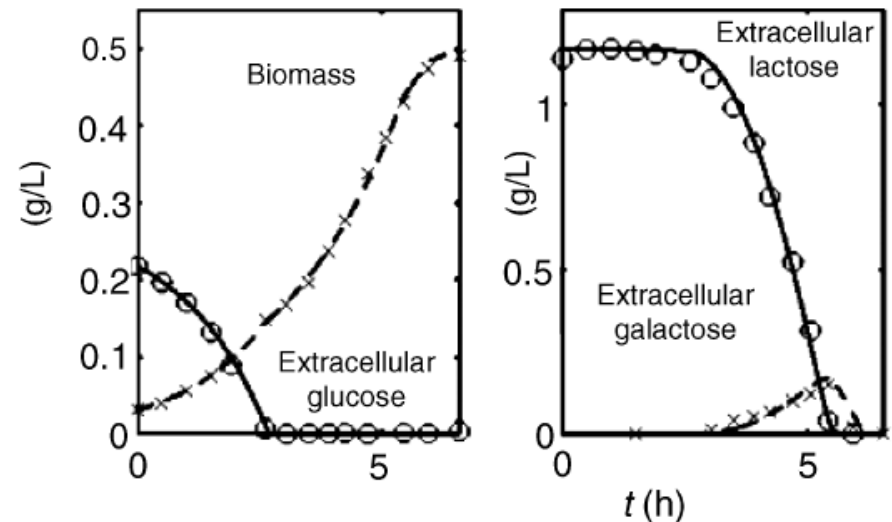 0.5
0.4
0.3
0.2
0.1
0
(g/L)
Biomass
Extracellular
glucose
0
5
1
0.5
0
(g/L)
Extracellular
lactose
Extracellular
galactose
0
5
t (h)